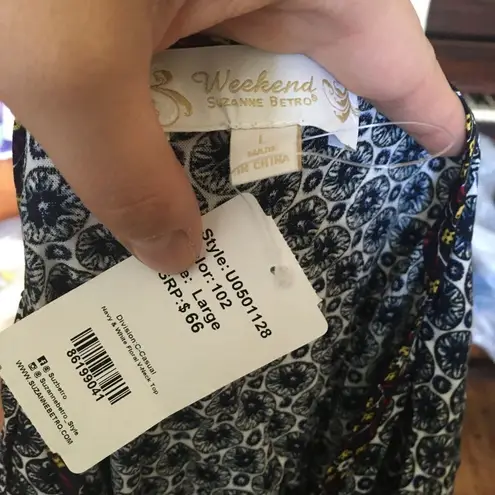 Weekend
SUZANNE BETRO®
L
MADE
IN CHINA
Style: U0501128
lor: 102
e: Large
SRP:$ 66
Division:C-Casual
Navy & White Floral V-Neck Top
86199041
@ Suzbetro
@ Suzannebetro_Style
WWW.SUZANNEBETRO.COM